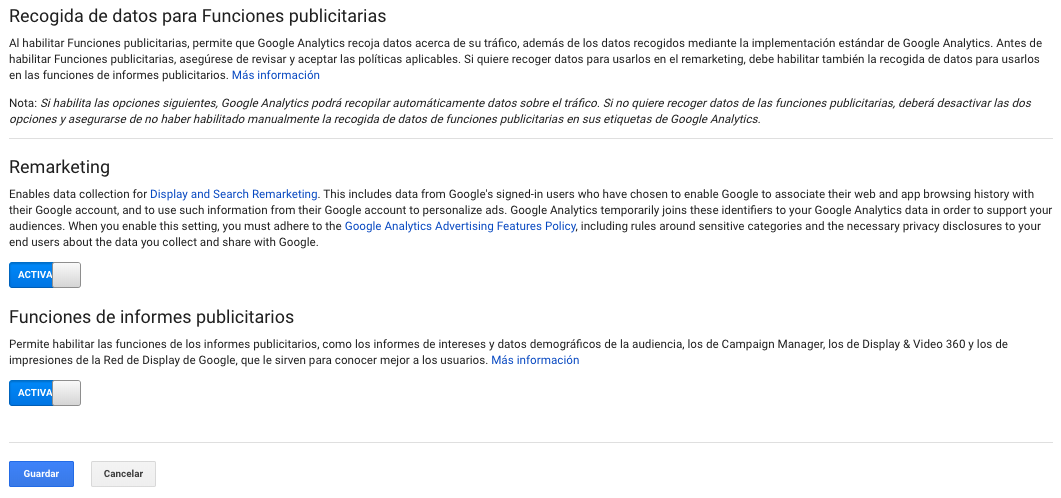 Recogida de datos para Funciones publicitarias
Al habilitar Funciones publicitarias, permite que Google Analytics recoja datos acerca de su tráfico, además de los datos recogidos mediante la implementación estándar de Google Analytics. Antes de
habilitar Funciones publicitarias, asegúrese de revisar y aceptar las políticas aplicables. Si quiere recoger datos para usarlos en el remarketing, debe habilitar también la recogida de datos para usarlos
en las funciones de informes publicitarios. Más información
Nota: Si habilita las opciones siguientes, Google Analytics podrá recopilar automáticamente datos sobre el tráfico. Si no quiere recoger datos de las funciones publicitarias, deberá desactivar las dos
opciones y asegurarse de no haber habilitado manualmente la recogida de datos de funciones publicitarias en sus etiquetas de Google Analytics.
Remarketing
Enables data collection for Display and Search Remarketing. This includes data from Google's signed-in users who have chosen to enable Google to associate their web and app browsing history with
their Google account, and to use such information from their Google account to personalize ads. Google Analytics temporarily joins these identifiers to your Google Analytics data in order to support your
audiences. When you enable this setting, you must adhere to the Google Analytics Advertising Features Policy, including rules around sensitive categories and the necessary privacy disclosures to your
end users about the data you collect and share with Google.
ACTIVA
Funciones de informes publicitarios
Permite habilitar las funciones de los informes publicitarios, como los informes de intereses y datos demográficos de la audiencia, los de Campaign Manager, los de Display & Video 360 y los de
impresiones de la Red de Display de Google, que le sirven para conocer mejor a los usuarios. Más información
ACTIVA
Guardar Cancelar